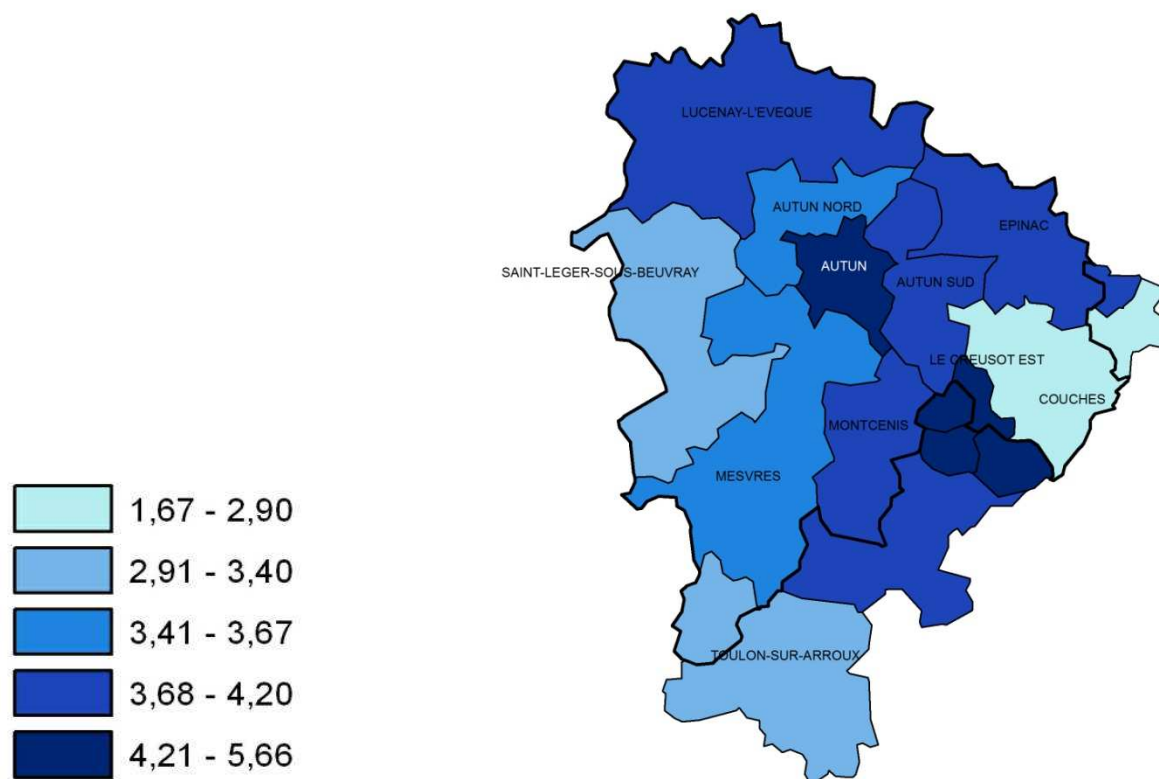 LUCENAY-L'EVEQUE
AUTUN NORD
EPINAC
SAINT-LEGER-SOUS-BEUVRAY
AUTUN
AUTUN SUD
LE CREUSOT EST
COUCHES
MONTCENIS
MESVRES
TOULON-SUR-ARROUX
1,67 - 2,90
2,91 - 3,40
3,41 - 3,67
3,68 - 4,20
4,21 - 5,66